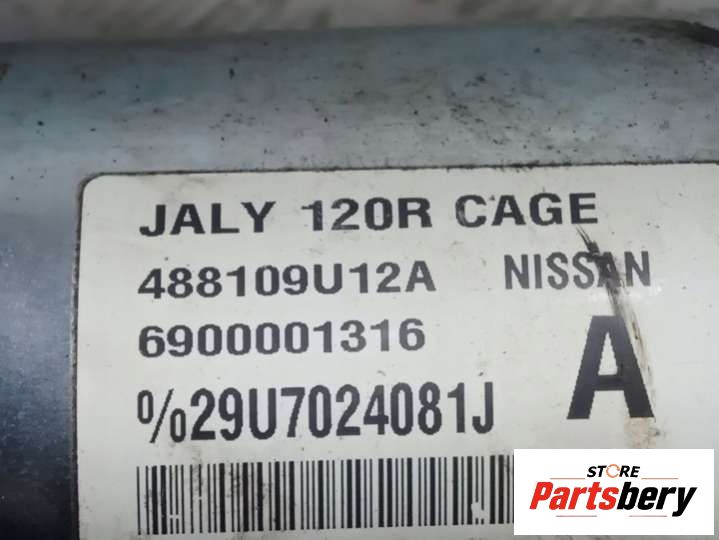 JALY 120R CAGE
488109U12A NISSAN
6900001316
%29U7024081J A
STORE
Partsbery